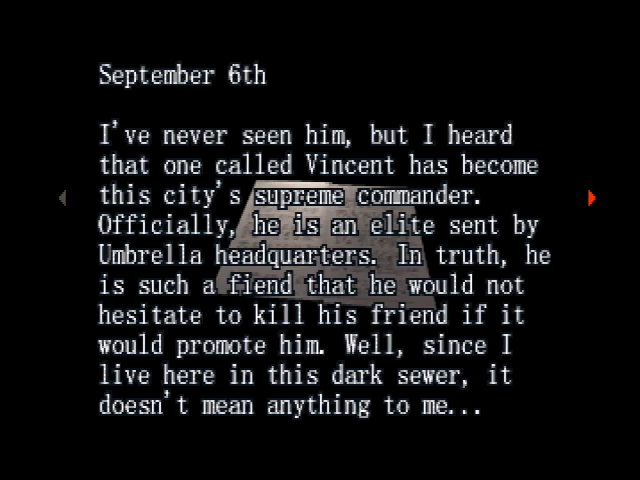 September 6th
I've never seen him, but I heard
that one called Vincent has become
this city's supreme commander.
Officially, he is an elite sent by
Umbrella headquarters. In truth, he
is such a fiend that he would not
hesitate to kill his friend if it
would promote him. Well, since I
live here in this dark sewer, it
doesn't mean anything to me...